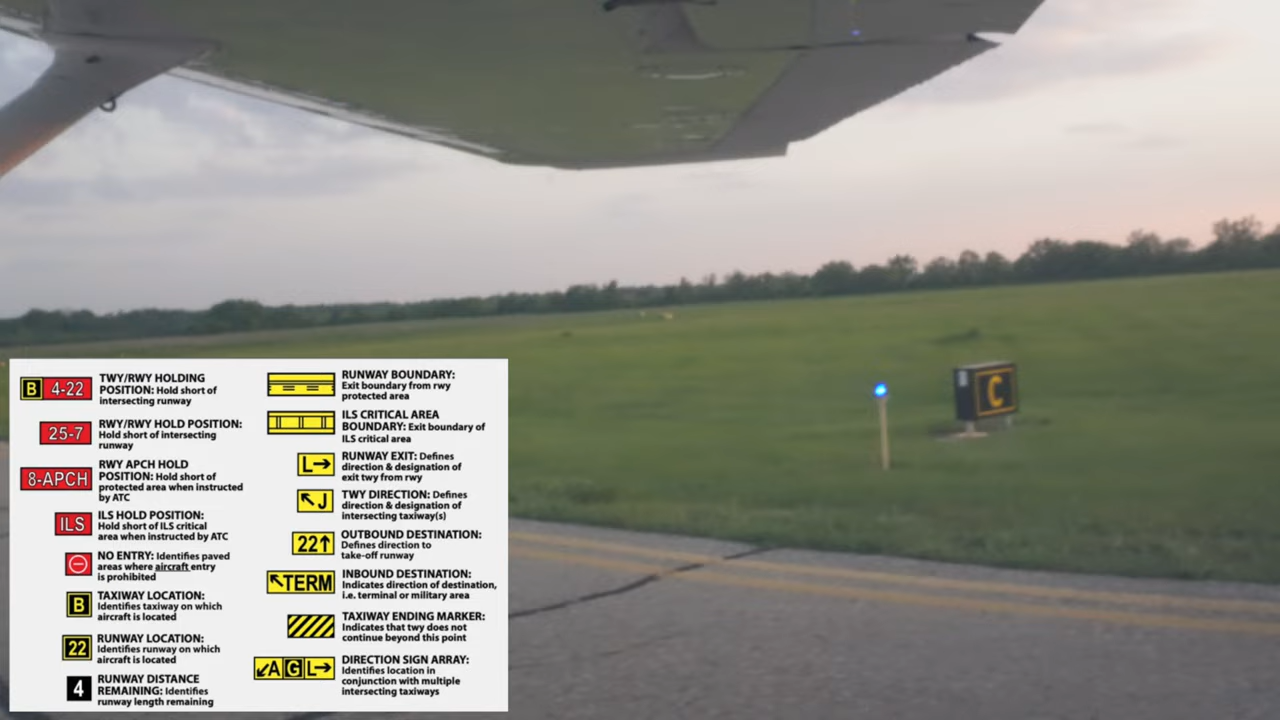 B 4-22
TWY/RWY HOLDING
POSITION: Hold short of
intersecting runway
25-7
RWY/RWY HOLD POSITION:
Hold short of intersecting
runway
8-APCH
RWY APCH HOLD
POSITION: Hold short of
protected area when instructed
by ATC
ILS
ILS HOLD POSITION:
Hold short of ILS critical
area when instructed by ATC
NO ENTRY: Identifies paved
areas where aircraft entry
is prohibited
B
TAXIWAY LOCATION:
Identifies taxiway on which
aircraft is located
22
RUNWAY LOCATION:
Identifies runway on which
aircraft is located
4
RUNWAY DISTANCE
REMAINING: Identifies
runway length remaining
RUNWAY BOUNDARY:
Exit boundary from rwy
protected area
ILS CRITICAL AREA
BOUNDARY: Exit boundary of
ILS critical area
L→
RUNWAY EXIT: Defines
direction & designation of
exit twy from rwy
↖J
TWY DIRECTION: Defines
direction & designation of
intersecting taxiway(s)
22↑
OUTBOUND DESTINATION:
Defines direction to
take-off runway
↖TERM
INBOUND DESTINATION:
Indicates direction of destination,
i.e. terminal or military area
TAXIWAY ENDING MARKER:
Indicates that twy does not
continue beyond this point
↙A G L→
DIRECTION SIGN ARRAY:
Identifies location in
conjunction with multiple
intersecting taxiways
C